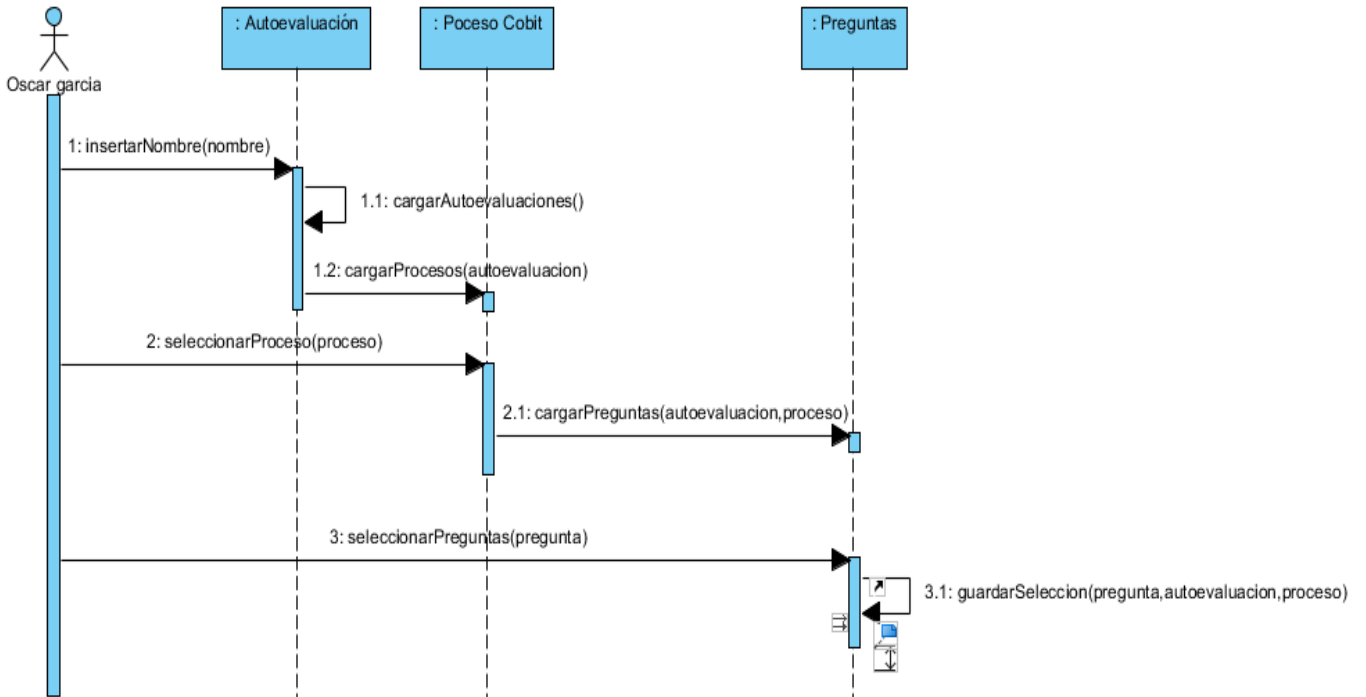 : Autoevaluación
: Poceso Cobit
: Preguntas
Oscar garcia
1: insertarNombre(nombre)
1.1: cargarAutoevaluaciones()
1.2: cargarProcesos(autoevaluacion)
2: seleccionarProceso(proceso)
2.1: cargarPreguntas(autoevaluacion,proceso)
3: seleccionarPreguntas(pregunta)
3.1: guardarSeleccion(pregunta,autoevaluacion,proceso)